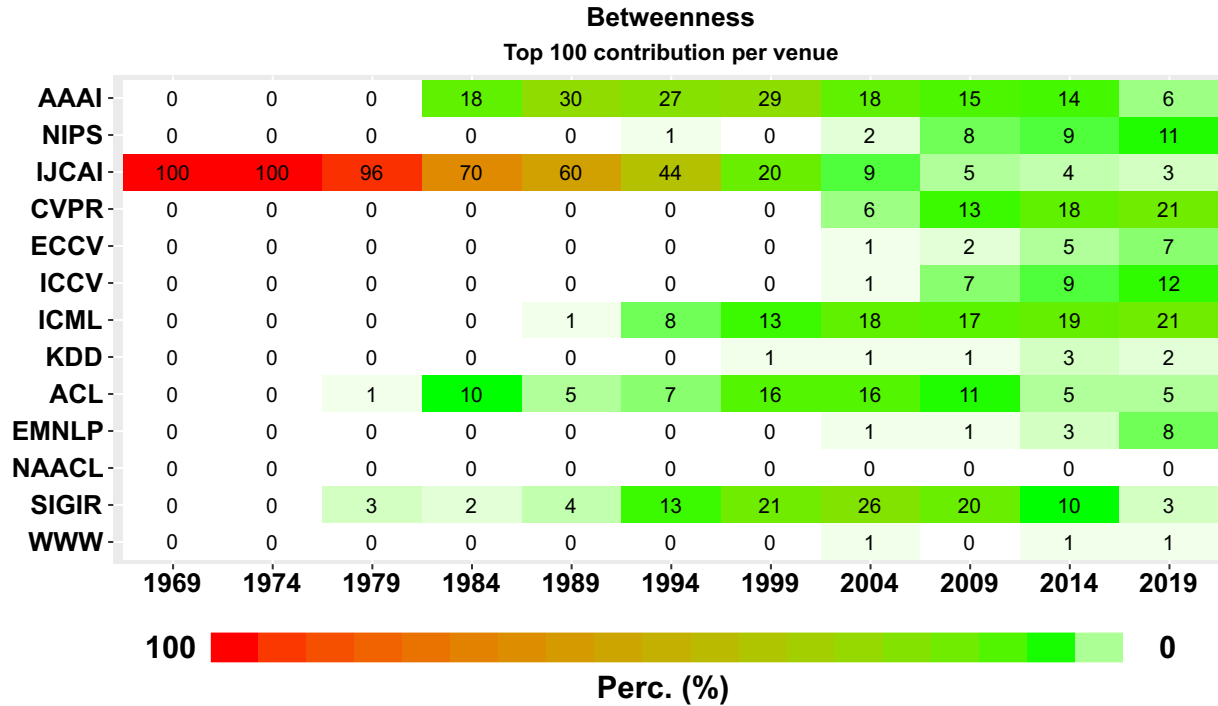 Betweenness
Top 100 contribution per venue
AAAI 0 0 0 18 30 27 29 18 15 14 6
NIPS 0 0 0 0 0 1 0 2 8 9 11
IJCAI 100 100 96 70 60 44 20 9 5 4 3
CVPR 0 0 0 0 0 0 0 6 13 18 21
ECCV 0 0 0 0 0 0 0 1 2 5 7
ICCV 0 0 0 0 0 0 0 1 7 9 12
ICML 0 0 0 0 1 8 13 18 17 19 21
KDD 0 0 0 0 0 0 1 1 1 3 2
ACL 0 0 1 10 5 7 16 16 11 5 5
EMNLP 0 0 0 0 0 0 0 1 1 3 8
NAACL 0 0 0 0 0 0 0 0 0 0 0
SIGIR 0 0 3 2 4 13 21 26 20 10 3
WWW 0 0 0 0 0 0 0 1 0 1 1
1969 1974 1979 1984 1989 1994 1999 2004 2009 2014 2019
100 0
Perc. (%)